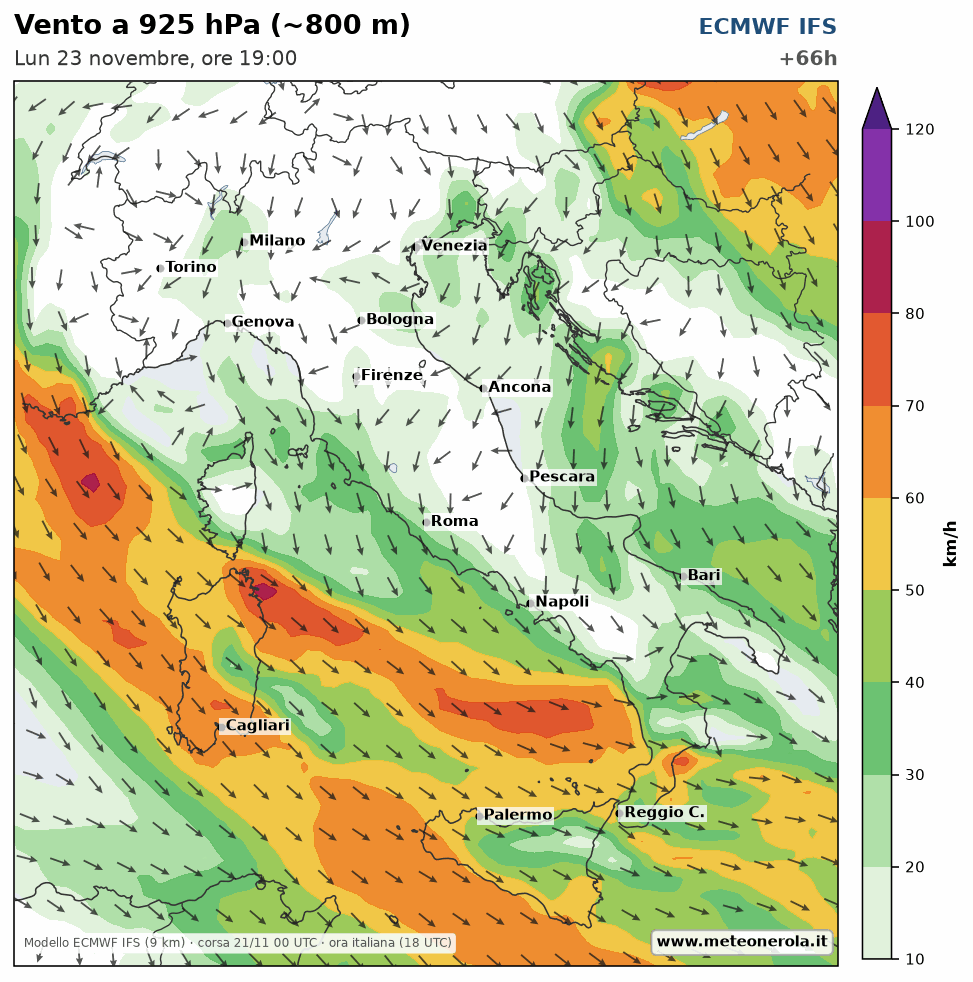 Vento a 925 hPa (~800 m)
ECMWF IFS
Lun 23 novembre, ore 19:00
+66h
120
100
80
70
60
50
40
30
20
10
km/h
Milano
Venezia
Torino
Genova
Bologna
Firenze
Ancona
Pescara
Roma
Bari
Napoli
Cagliari
Palermo
Reggio C.
Modello ECMWF IFS (9 km) · corsa 21/11 00 UTC · ora italiana (18 UTC)
www.meteonerola.it